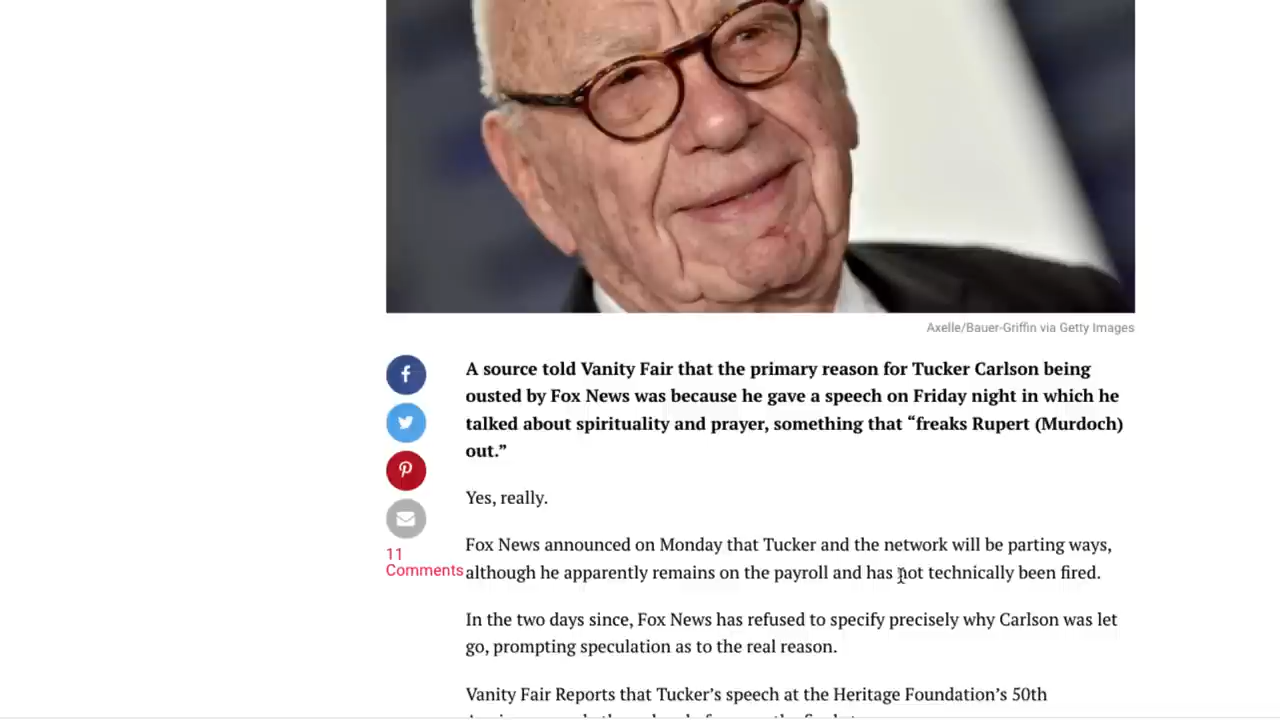 Axelle/Bauer-Griffin via Getty Images
A source told Vanity Fair that the primary reason for Tucker Carlson being
ousted by Fox News was because he gave a speech on Friday night in which he
talked about spirituality and prayer, something that “freaks Rupert (Murdoch)
out.”
Yes, really.
11
Comments
Fox News announced on Monday that Tucker and the network will be parting ways,
although he apparently remains on the payroll and has not technically been fired.
In the two days since, Fox News has refused to specify precisely why Carlson was let
go, prompting speculation as to the real reason.
Vanity Fair Reports that Tucker’s speech at the Heritage Foundation’s 50th